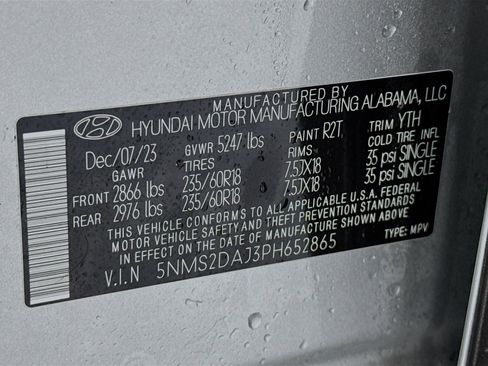 MANUFACTURED BY
HYUNDAI MOTOR MANUFACTURING ALABAMA, LLC
Dec/07/23 GVWR 5247 lbs PAINT R2T TRIM YTH
GAWR TIRES RIMS COLD TIRE INFL
FRONT 2866 lbs 235/60R18 7.5JX18 35 psi SINGLE
REAR 2976 lbs 235/60R18 7.5JX18 35 psi SINGLE
THIS VEHICLE CONFORMS TO ALL APPLICABLE U.S.A. FEDERAL
MOTOR VEHICLE SAFETY AND THEFT PREVENTION STANDARDS
IN EFFECT ON THE DATE OF MANUFACTURE SHOWN ABOVE.
V.I.N 5NMS2DAJ3PH652865 TYPE: MPV